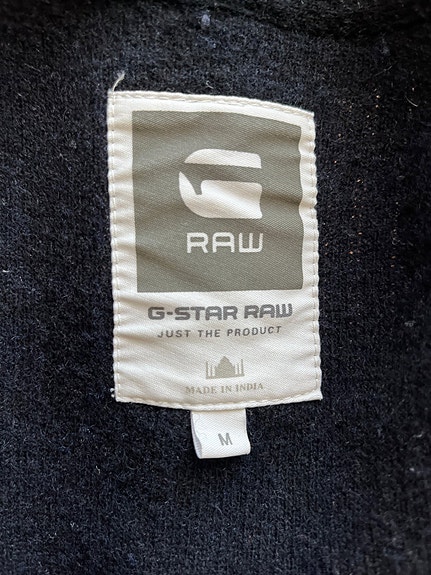 G
RAW
G-STAR RAW
JUST THE PRODUCT
MADE IN INDIA
M